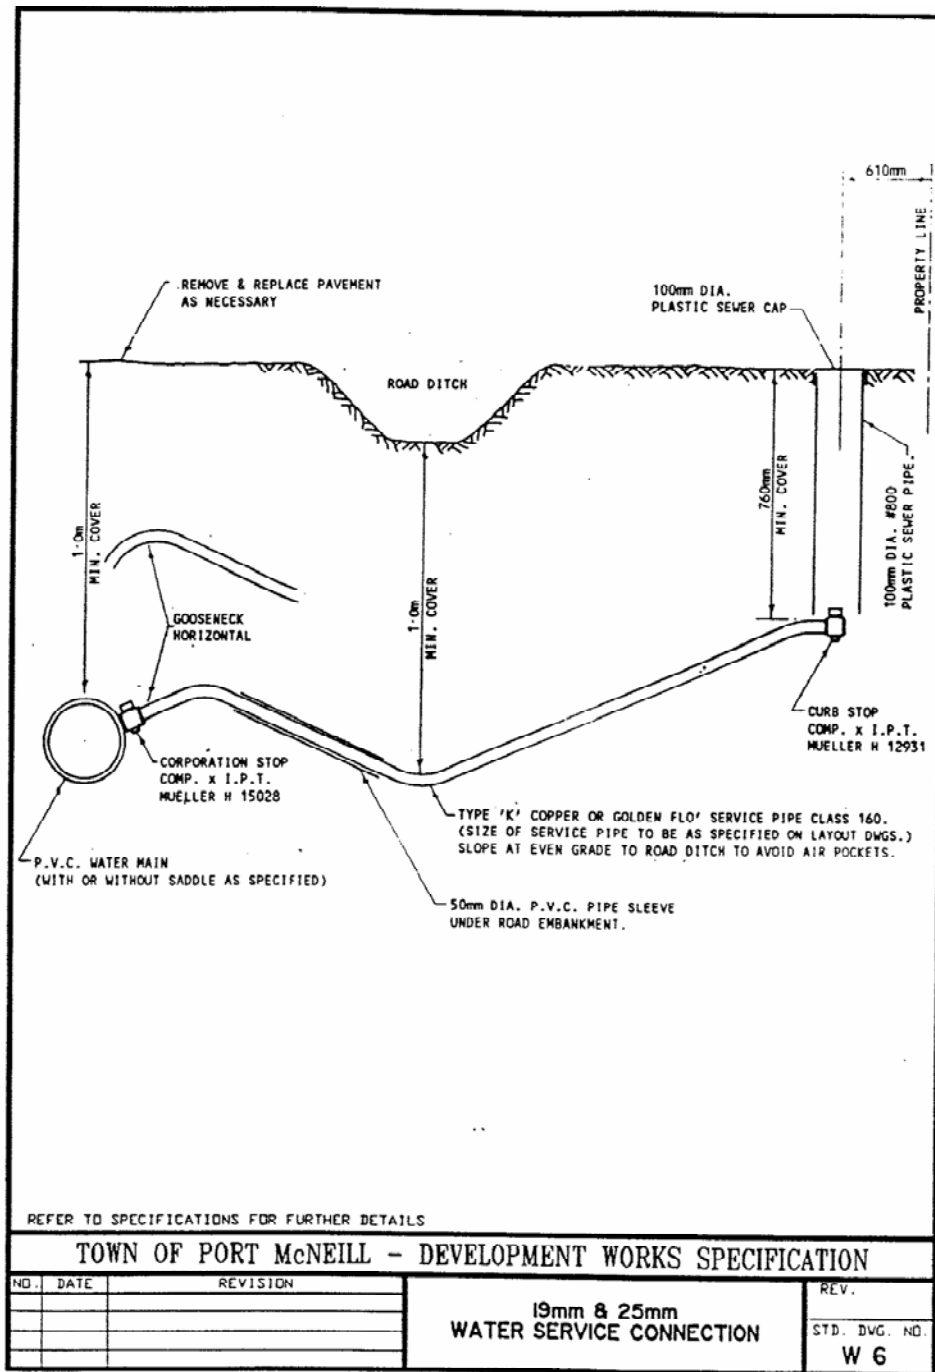 610mm
PROPERTY LINE
REMOVE & REPLACE PAVEMENT
AS NECESSARY
100mm DIA.
PLASTIC SEWER CAP
ROAD DITCH
1·0m
MIN. COVER
1·0m
MIN. COVER
760mm
MIN. COVER
100mm DIA. #800
PLASTIC SEWER PIPE.
GOOSENECK
HORIZONTAL
CORPORATION STOP
COMP. x I.P.T.
MUELLER H 15028
CURB STOP
COMP. x I.P.T.
MUELLER H 12931
TYPE 'K' COPPER OR GOLDEN FLO' SERVICE PIPE CLASS 160.
(SIZE OF SERVICE PIPE TO BE AS SPECIFIED ON LAYOUT DWGS.)
SLOPE AT EVEN GRADE TO ROAD DITCH TO AVOID AIR POCKETS.
P.V.C. WATER MAIN
(WITH OR WITHOUT SADDLE AS SPECIFIED)
50mm DIA. P.V.C. PIPE SLEEVE
UNDER ROAD EMBANKMENT.
REFER TO SPECIFICATIONS FOR FURTHER DETAILS
TOWN OF PORT McNEILL - DEVELOPMENT WORKS SPECIFICATION
NO. DATE REVISION
19mm & 25mm
WATER SERVICE CONNECTION
REV.
STD. DWG. NO.
W 6